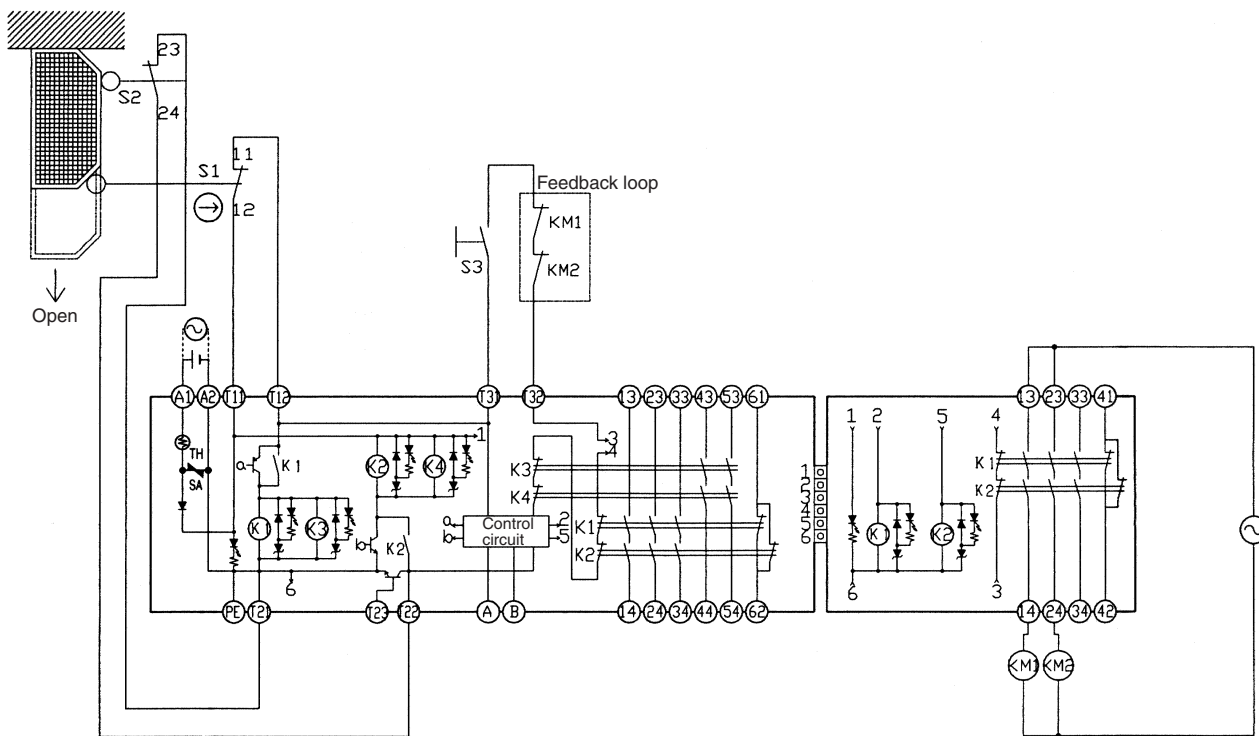 23
S2
24
11
S1
12
Open
Feedback loop
KM1
KM2
S3
A1 A2 T11 T12 T31 T32 13 23 33 43 53 61
13 23 33 41
TH
SA
a
K1
K2
K4
1
3
4
K3
K4
K1
K3
b
K2
a
b
Control
circuit
2
5
K1
K2
6
1
2
3
4
5
6
1 2 5 4
K1
K2
K1
K2
6
3
PE T21 T23 T22 A B 14 24 34 44 54 62
14 24 34 42
KM1 KM2